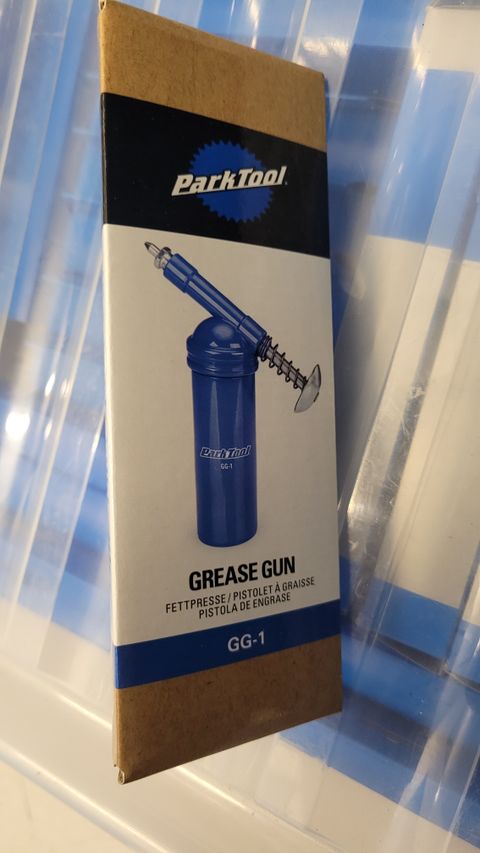 ParkTool
ParkTool
GG-1
GREASE GUN
FETTPRESSE / PISTOLET À GRAISSE
PISTOLA DE ENGRASE
GG-1